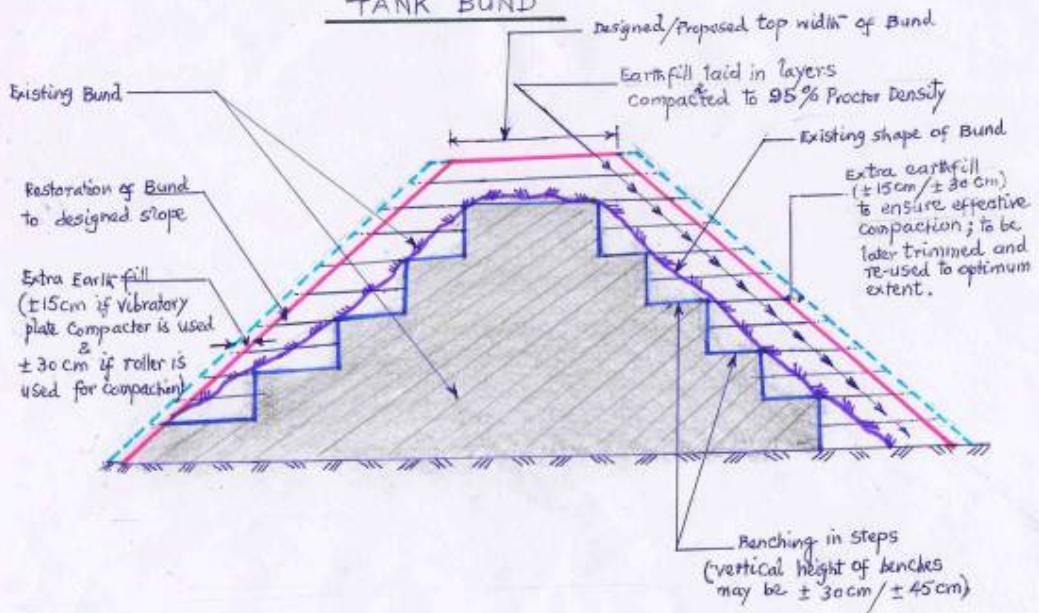 TANK BUND
Designed/Proposed top width of Bund
Earthfill laid in layers
& compacted to 95% Proctor Density
Existing Bund
Existing shape of Bund
Restoration of Bund
to designed slope
Extra earthfill
(±15cm/±30cm)
to ensure effective
compaction; to be
later trimmed and
re-used to optimum
extent.
Extra Earthfill
(±15cm if vibratory
plate Compacter is used
&
±30cm if roller is
used for compaction)
Benching in steps
(vertical height of benches
may be ±30cm/±45cm)